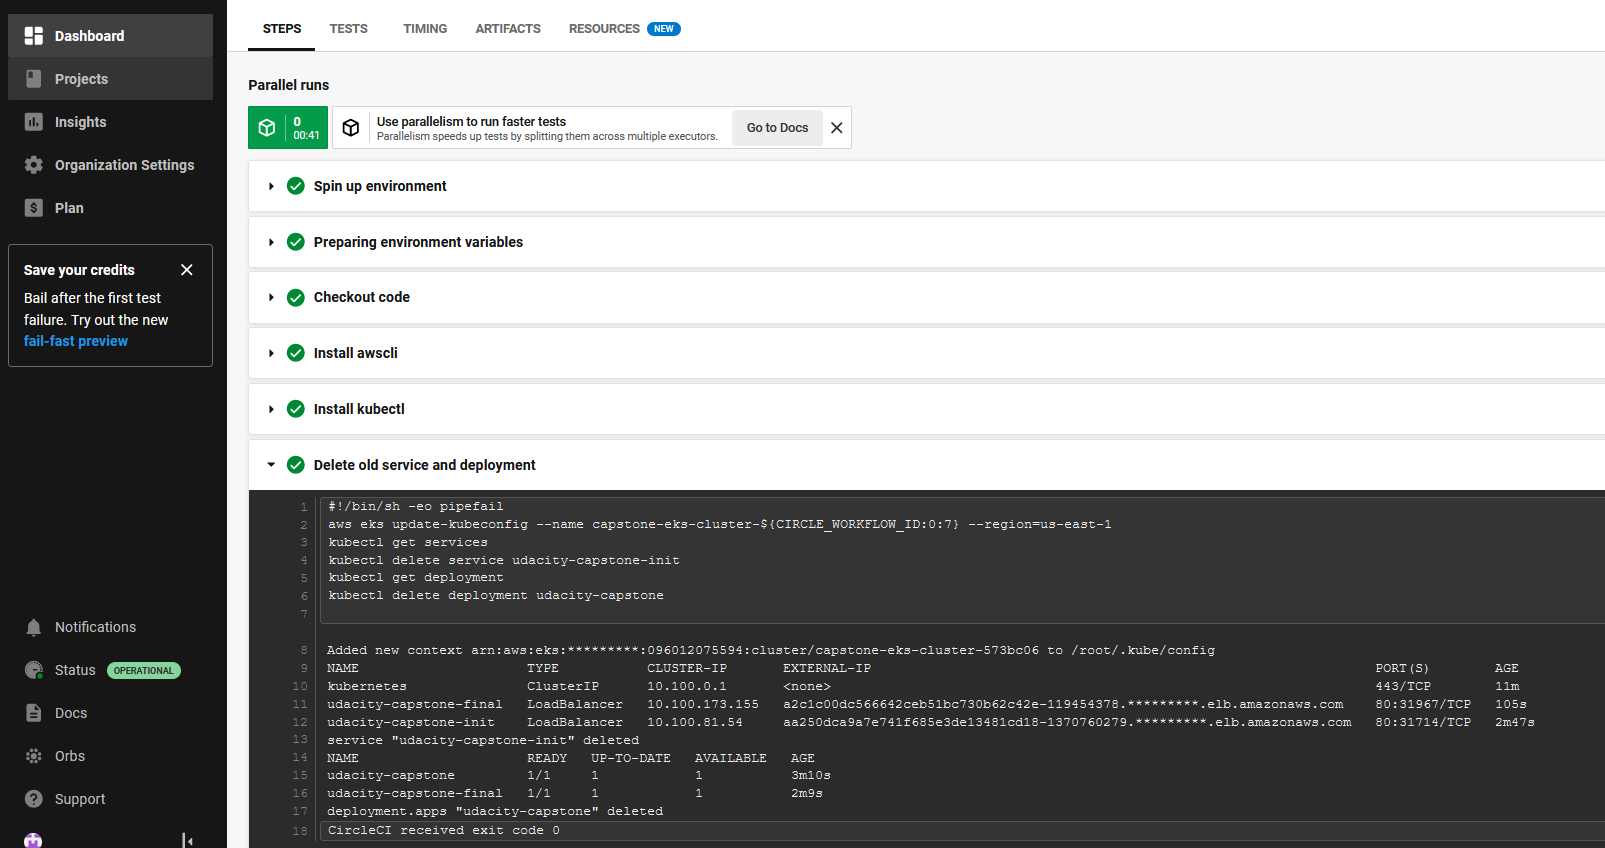 Dashboard
Projects
Insights
Organization Settings
Plan
Save your credits
Bail after the first test
failure. Try out the new
fail-fast preview
Notifications
Status OPERATIONAL
Docs
Orbs
Support
STEPS TESTS TIMING ARTIFACTS RESOURCES NEW
Parallel runs
0
00:41
Use parallelism to run faster tests
Parallelism speeds up tests by splitting them across multiple executors.
Go to Docs
Spin up environment
Preparing environment variables
Checkout code
Install awscli
Install kubectl
Delete old service and deployment
1 #!/bin/sh -eo pipefail
2 aws eks update-kubeconfig --name capstone-eks-cluster-${CIRCLE_WORKFLOW_ID:0:7} --region=us-east-1
3 kubectl get services
4 kubectl delete service udacity-capstone-init
5 kubectl get deployment
6 kubectl delete deployment udacity-capstone
7
8 Added new context arn:aws:eks:*********:096012075594:cluster/capstone-eks-cluster-573bc06 to /root/.kube/config
9 NAME TYPE CLUSTER-IP EXTERNAL-IP PORT(S) AGE
10 kubernetes ClusterIP 10.100.0.1 <none> 443/TCP 11m
11 udacity-capstone-final LoadBalancer 10.100.173.155 a2c1c00dc566642ceb51bc730b62c42e-119454378.*********.elb.amazonaws.com 80:31967/TCP 105s
12 udacity-capstone-init LoadBalancer 10.100.81.54 aa250dca9a7e741f685e3de13481cd18-1370760279.*********.elb.amazonaws.com 80:31714/TCP 2m47s
13 service "udacity-capstone-init" deleted
14 NAME READY UP-TO-DATE AVAILABLE AGE
15 udacity-capstone 1/1 1 1 3m10s
16 udacity-capstone-final 1/1 1 1 2m9s
17 deployment.apps "udacity-capstone" deleted
18 CircleCI received exit code 0